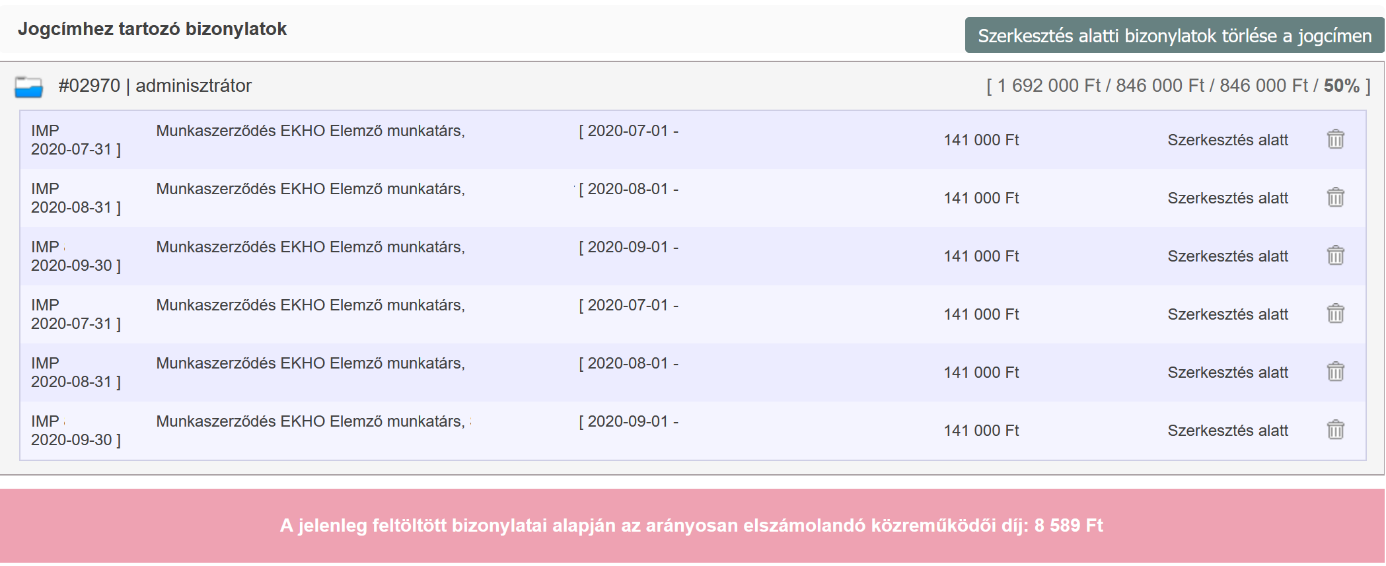 Jogcímhez tartozó bizonylatok
Szerkesztés alatti bizonylatok törlése a jogcímen
#02970 | adminisztrátor [ 1 692 000 Ft / 846 000 Ft / 846 000 Ft / 50% ]
IMP Munkaszerződés EKHO Elemző munkatárs, [ 2020-07-01 -
2020-07-31 ] 141 000 Ft Szerkesztés alatt
IMP Munkaszerződés EKHO Elemző munkatárs, [ 2020-08-01 -
2020-08-31 ] 141 000 Ft Szerkesztés alatt
IMP Munkaszerződés EKHO Elemző munkatárs, [ 2020-09-01 -
2020-09-30 ] 141 000 Ft Szerkesztés alatt
IMP Munkaszerződés EKHO Elemző munkatárs, [ 2020-07-01 -
2020-07-31 ] 141 000 Ft Szerkesztés alatt
IMP Munkaszerződés EKHO Elemző munkatárs, [ 2020-08-01 -
2020-08-31 ] 141 000 Ft Szerkesztés alatt
IMP Munkaszerződés EKHO Elemző munkatárs, [ 2020-09-01 -
2020-09-30 ] 141 000 Ft Szerkesztés alatt
A jelenleg feltöltött bizonylatai alapján az arányosan elszámolandó közreműködői díj: 8 589 Ft